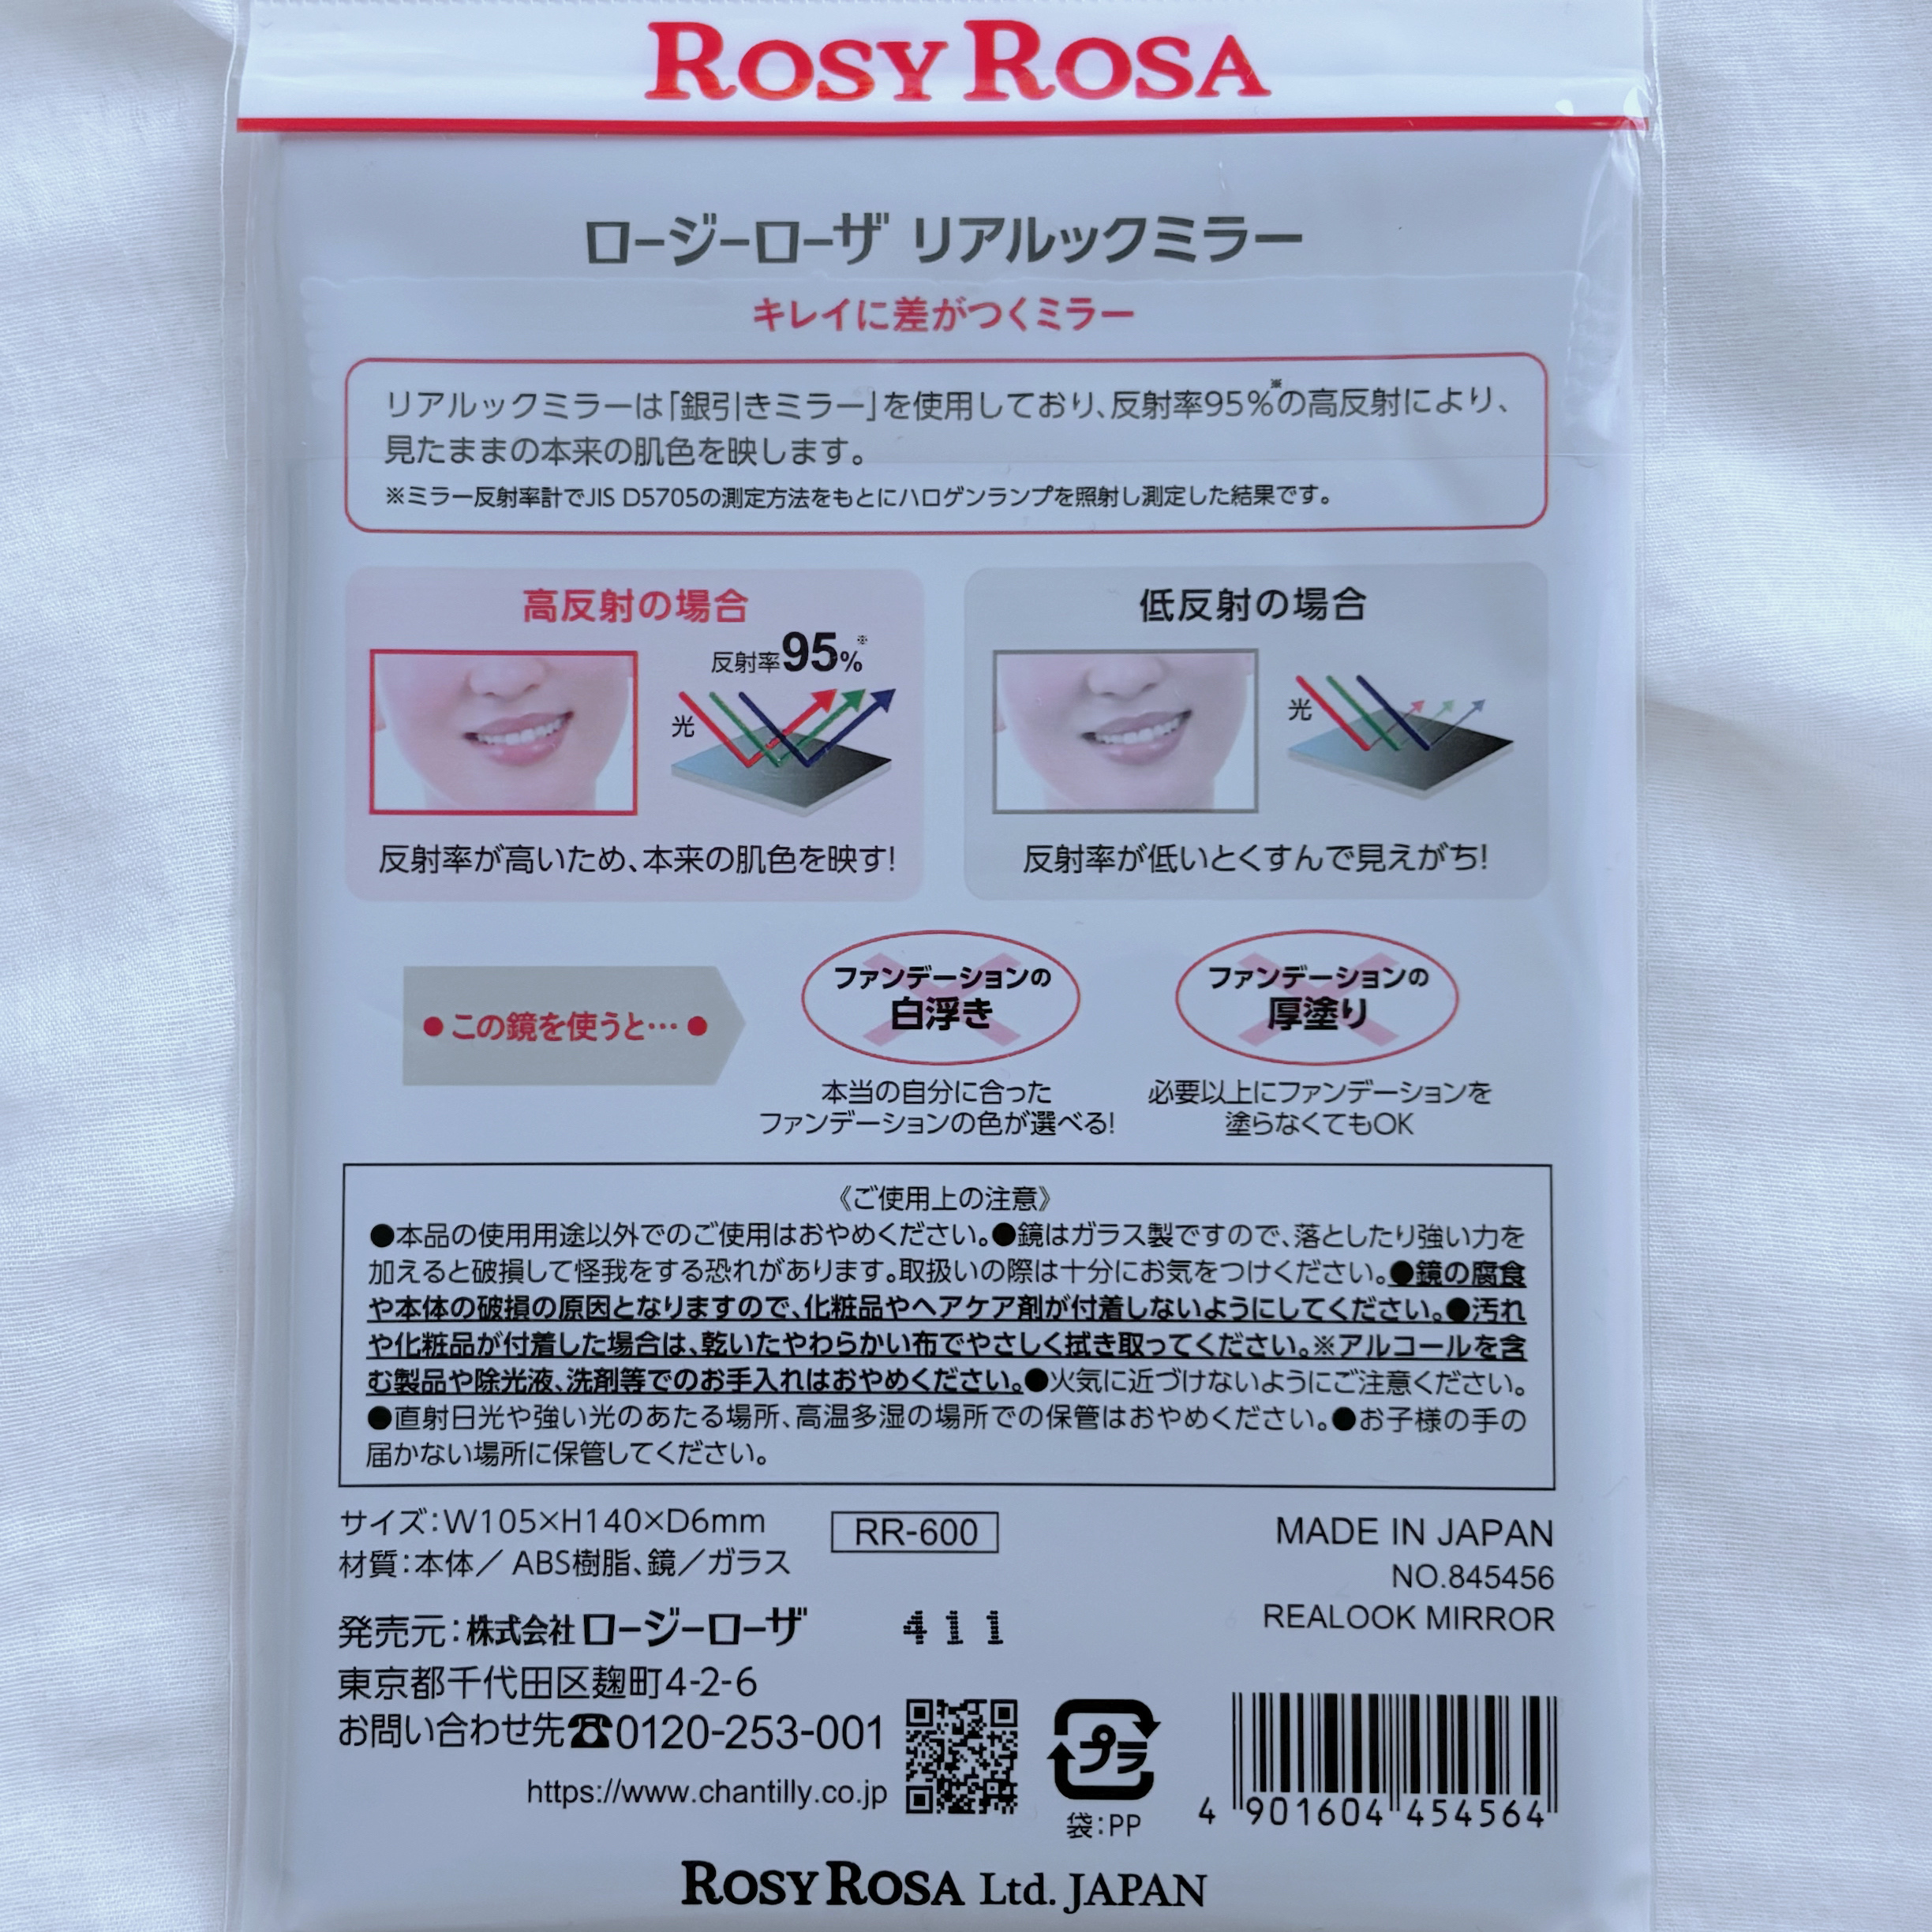 ROSY ROSA
ロージーローザ リアルックミラー
キレイに差がつくミラー
リアルックミラーは「銀引きミラー」を使用しており、反射率95%※の高反射により、
見たままの本来の肌色を映します。
※ミラー反射率計でJIS D5705の測定方法をもとにハロゲンランプを照射し測定した結果です。
高反射の場合
反射率95%※
光
反射率が高いため、本来の肌色を映す!
低反射の場合
光
反射率が低いとくすんで見えがち!
●この鏡を使うと…●
ファンデーションの
白浮き
本当の自分に合った
ファンデーションの色が選べる!
ファンデーションの
厚塗り
必要以上にファンデーションを
塗らなくてもOK
《ご使用上の注意》
●本品の使用用途以外でのご使用はおやめください。●鏡はガラス製ですので、落としたり強い力を
加えると破損して怪我をする恐れがあります。取扱いの際は十分にお気をつけください。●鏡の腐食
や本体の破損の原因となりますので、化粧品やヘアケア剤が付着しないようにしてください。●汚れ
や化粧品が付着した場合は、乾いたやわらかい布でやさしく拭き取ってください。※アルコールを含
む製品や除光液、洗剤等でのお手入れはおやめください。●火気に近づけないようにご注意ください。
●直射日光や強い光のあたる場所、高温多湿の場所での保管はおやめください。●お子様の手の
届かない場所に保管してください。
サイズ:W105×H140×D6mm
材質:本体/ABS樹脂、鏡/ガラス
RR-600
MADE IN JAPAN
NO.845456
REALOOK MIRROR
発売元:株式会社ロージーローザ
411
東京都千代田区麹町4-2-6
お問い合わせ先☎0120-253-001
https://www.chantilly.co.jp
プラ
袋:PP
4 901604 454564
ROSY ROSA Ltd. JAPAN